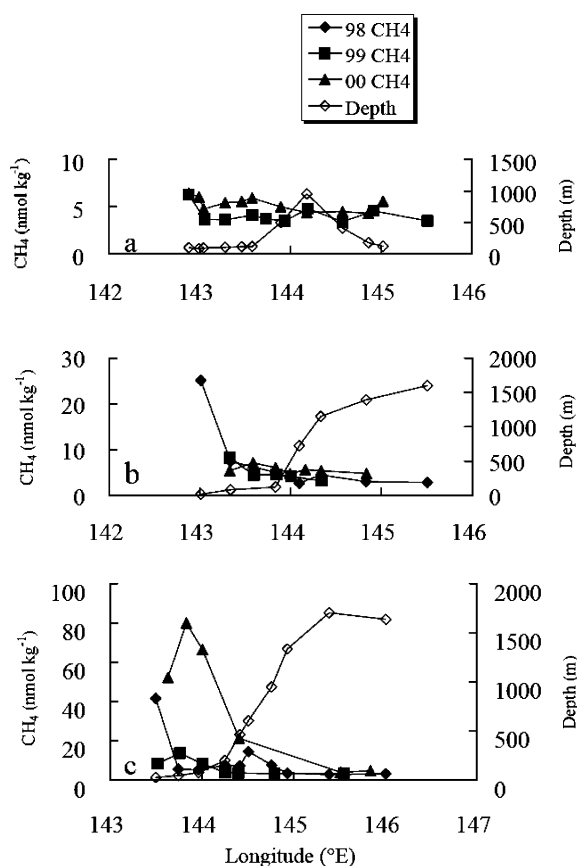 98 CH4
99 CH4
00 CH4
Depth
10
5
0
CH₄ (nmol kg⁻¹)
a
1500
1000
500
0
Depth (m)
142 143 144 145 146
30
20
10
0
CH₄ (nmol kg⁻¹)
b
2000
1500
1000
500
0
Depth (m)
142 143 144 145 146
100
80
60
40
20
0
CH₄ (nmol kg⁻¹)
c
2000
1500
1000
500
0
Depth (m)
143 144 145 146 147
Longitude (°E)